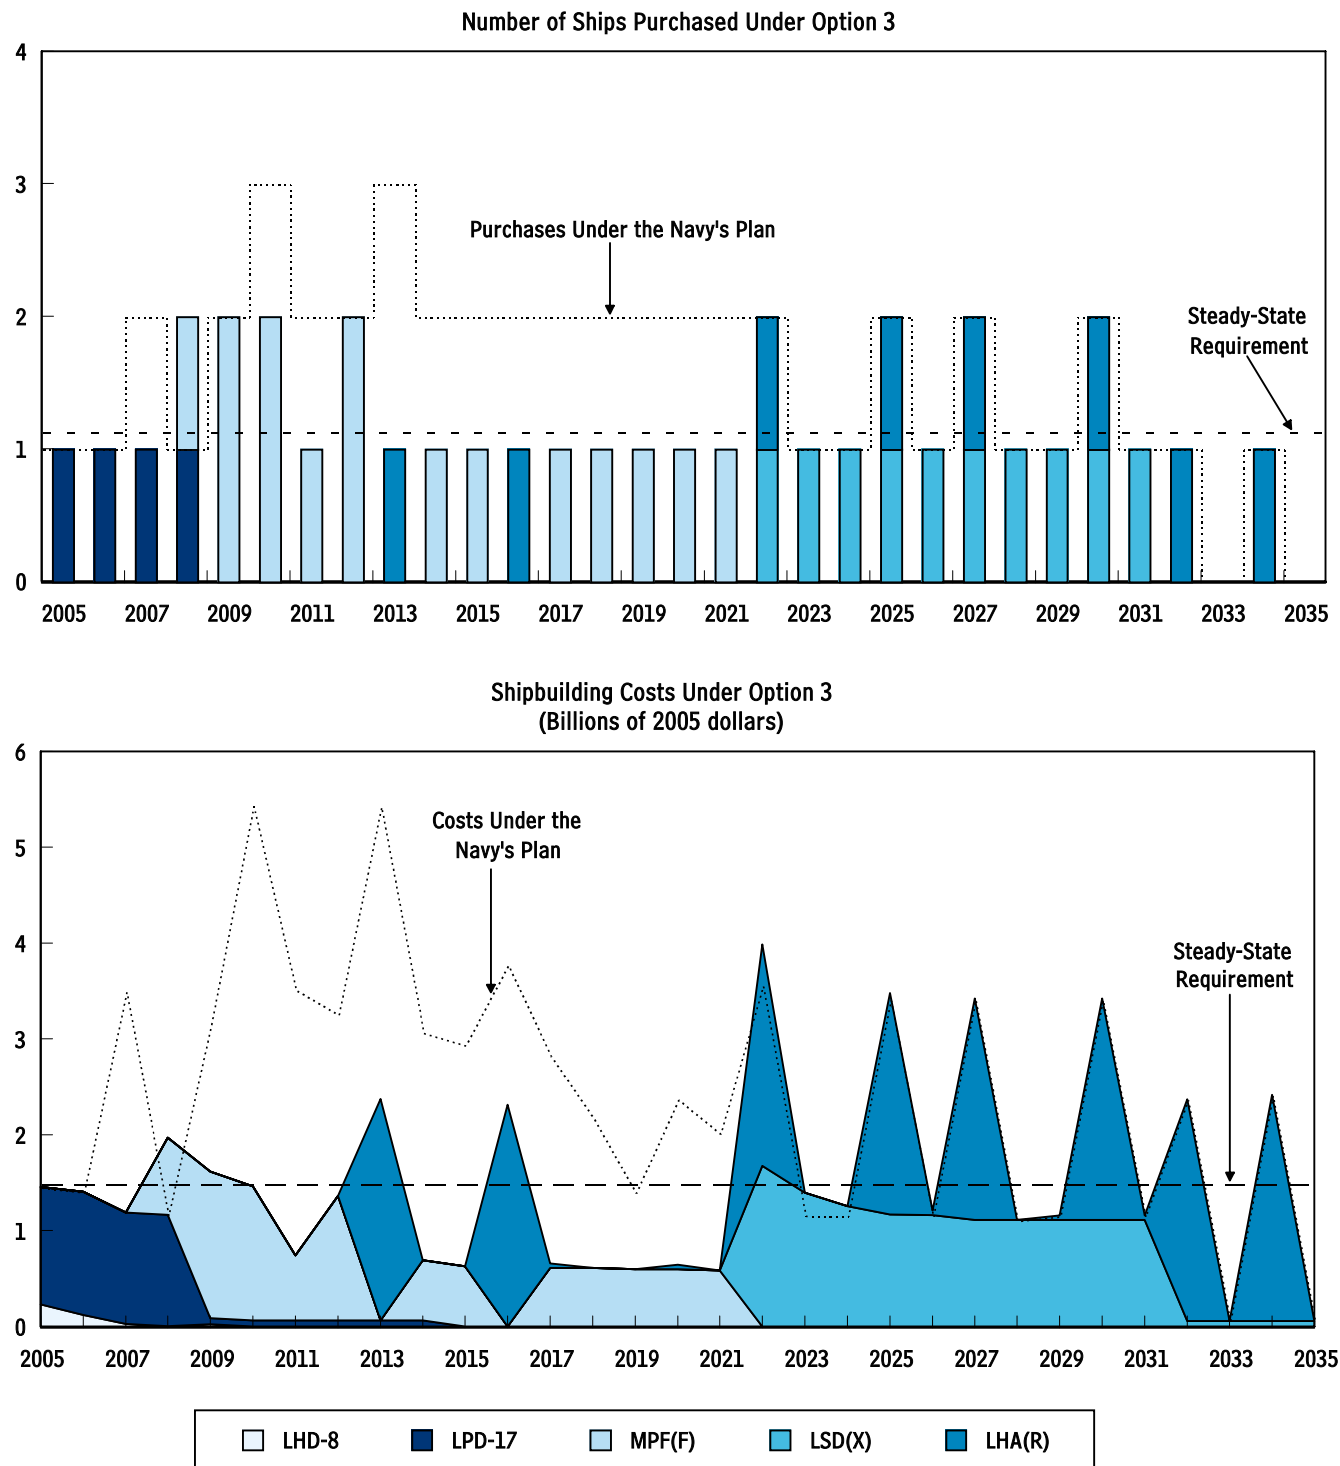 Number of Ships Purchased Under Option 3
4
3
2
1
0
Purchases Under the Navy's Plan
Steady-State
Requirement
2005 2007 2009 2011 2013 2015 2017 2019 2021 2023 2025 2027 2029 2031 2033 2035
Shipbuilding Costs Under Option 3
(Billions of 2005 dollars)
6
5
4
3
2
1
0
Costs Under the
Navy's Plan
Steady-State
Requirement
2005 2007 2009 2011 2013 2015 2017 2019 2021 2023 2025 2027 2029 2031 2033 2035
LHD-8 LPD-17 MPF(F) LSD(X) LHA(R)